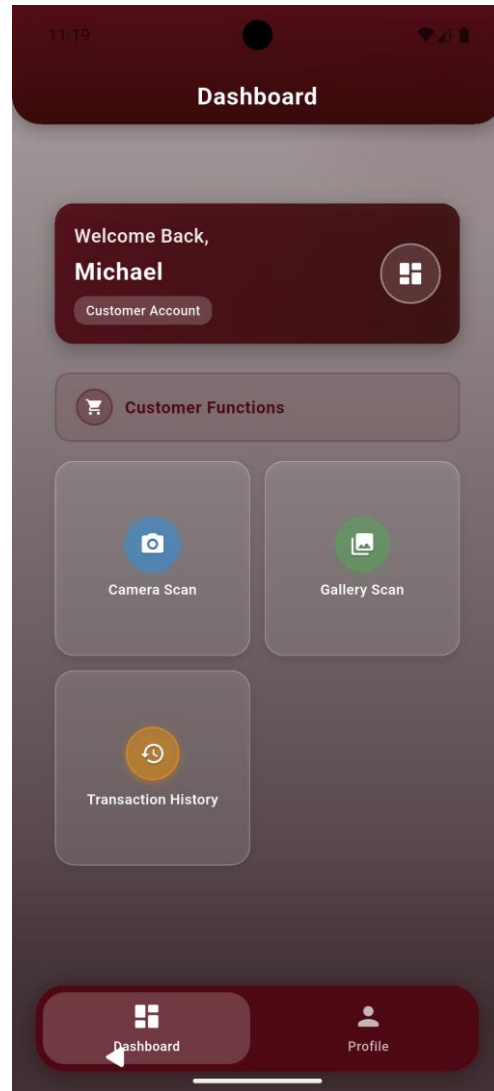 11:19
Dashboard
Welcome Back,
Michael
Customer Account
Customer Functions
Camera Scan
Gallery Scan
Transaction History
Dashboard
Profile